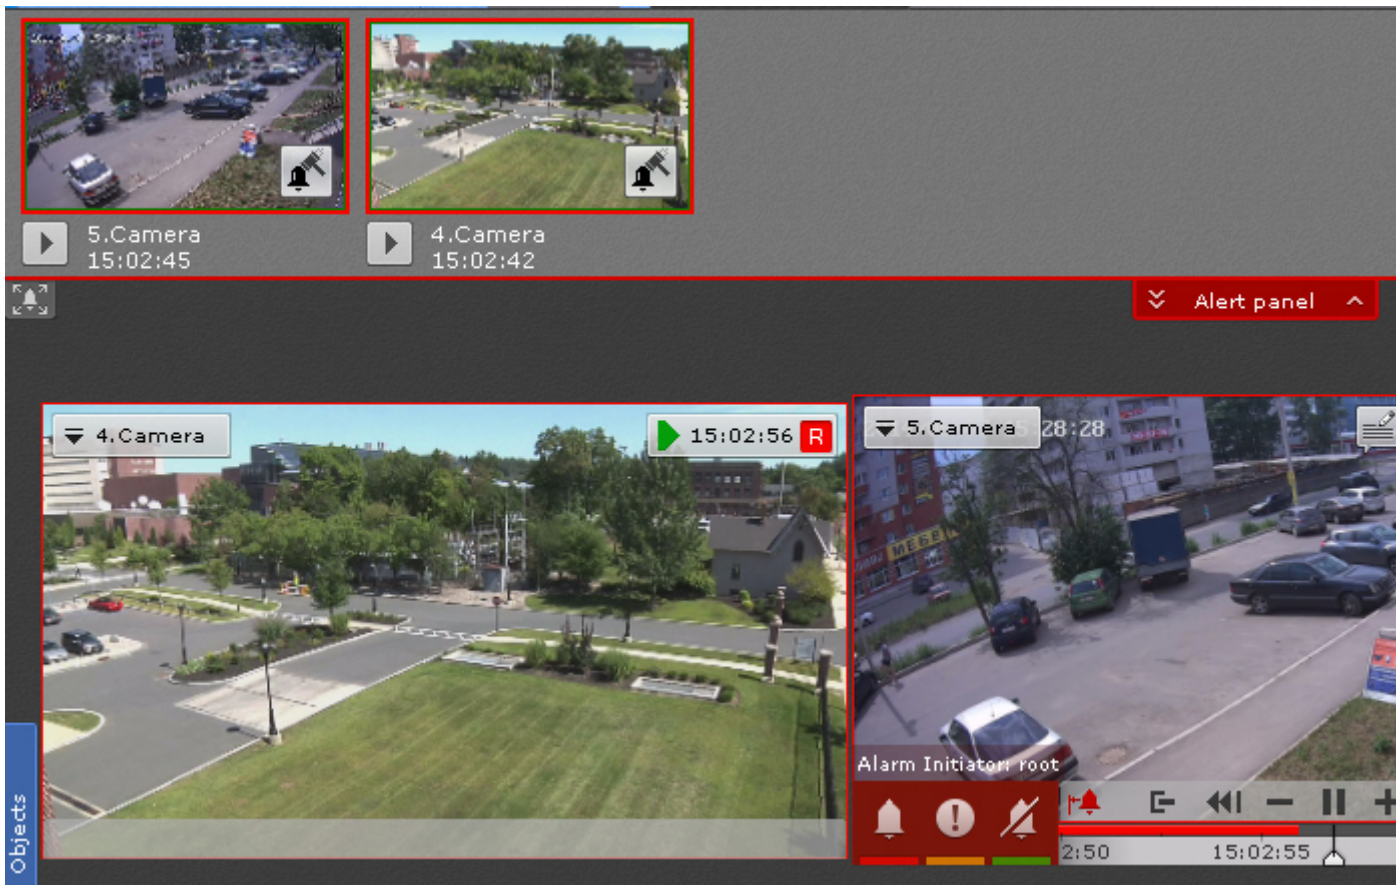 5.Camera
15:02:45
4.Camera
15:02:42
Alert panel
4.Camera
15:02:56 R
5.Camera
28:28
МЕБЕ
Alarm Initiator: root
2:50
15:02:55
Objects